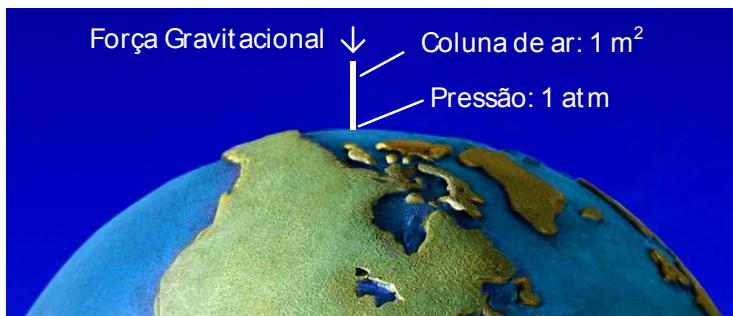 Força Gravitacional
Coluna de ar: 1 m²
Pressão: 1 atm